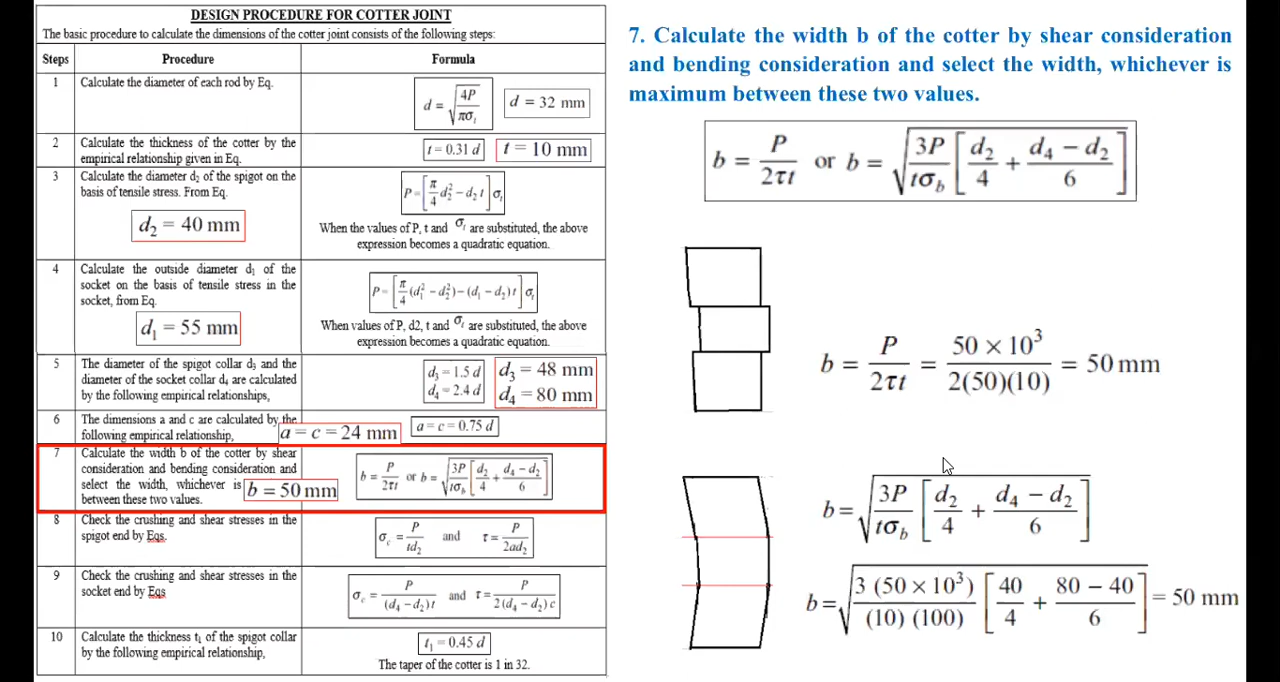 DESIGN PROCEDURE FOR COTTER JOINT
The basic procedure to calculate the dimensions of the cotter joint consists of the following steps:
Steps Procedure Formula
1 Calculate the diameter of each rod by Eq.
d = √(4P/πσt) d = 32 mm
2 Calculate the thickness of the cotter by the
empirical relationship given in Eq.
t = 0.31 d t = 10 mm
3 Calculate the diameter d2 of the spigot on the
basis of tensile stress. From Eq.
d2 = 40 mm
P = [π/4 d2² – d2 t] σt
When the values of P, t and σt are substituted, the above
expression becomes a quadratic equation.
4 Calculate the outside diameter d1 of the
socket on the basis of tensile stress in the
socket, from Eq.
d1 = 55 mm
P = [π/4 (d1² – d2²) – (d1 – d2) t] σt
When values of P, d2, t and σt are substituted, the above
expression becomes a quadratic equation.
5 The diameter of the spigot collar d3 and the
diameter of the socket collar d4 are calculated
by the following empirical relationships,
d3 = 1.5 d d3 = 48 mm
d4 = 2.4 d d4 = 80 mm
6 The dimensions a and c are calculated by the
following empirical relationship,
a = c = 24 mm a = c = 0.75 d
7 Calculate the width b of the cotter by shear
consideration and bending consideration and
select the width, whichever is
between these two values.
b = 50 mm
b = P/2τt or b = √(3P/tσb [d2/4 + (d4 – d2)/6])
8 Check the crushing and shear stresses in the
spigot end by Eqs.
σc = P/td2 and τ = P/2ad2
9 Check the crushing and shear stresses in the
socket end by Eqs
σc = P/(d4 – d2)t and τ = P/2(d4 – d2)c
10 Calculate the thickness t1 of the spigot collar
by the following empirical relationship,
t1 = 0.45 d
The taper of the cotter is 1 in 32.
7. Calculate the width b of the cotter by shear consideration
and bending consideration and select the width, whichever is
maximum between these two values.
b = P/2τt or b = √(3P/tσb [d2/4 + (d4 – d2)/6])
b = P/2τt = 50 × 10³/2(50)(10) = 50 mm
b = √(3P/tσb [d2/4 + (d4 – d2)/6])
b = √(3 (50 × 10³)/(10) (100) [40/4 + (80 – 40)/6]) = 50 mm